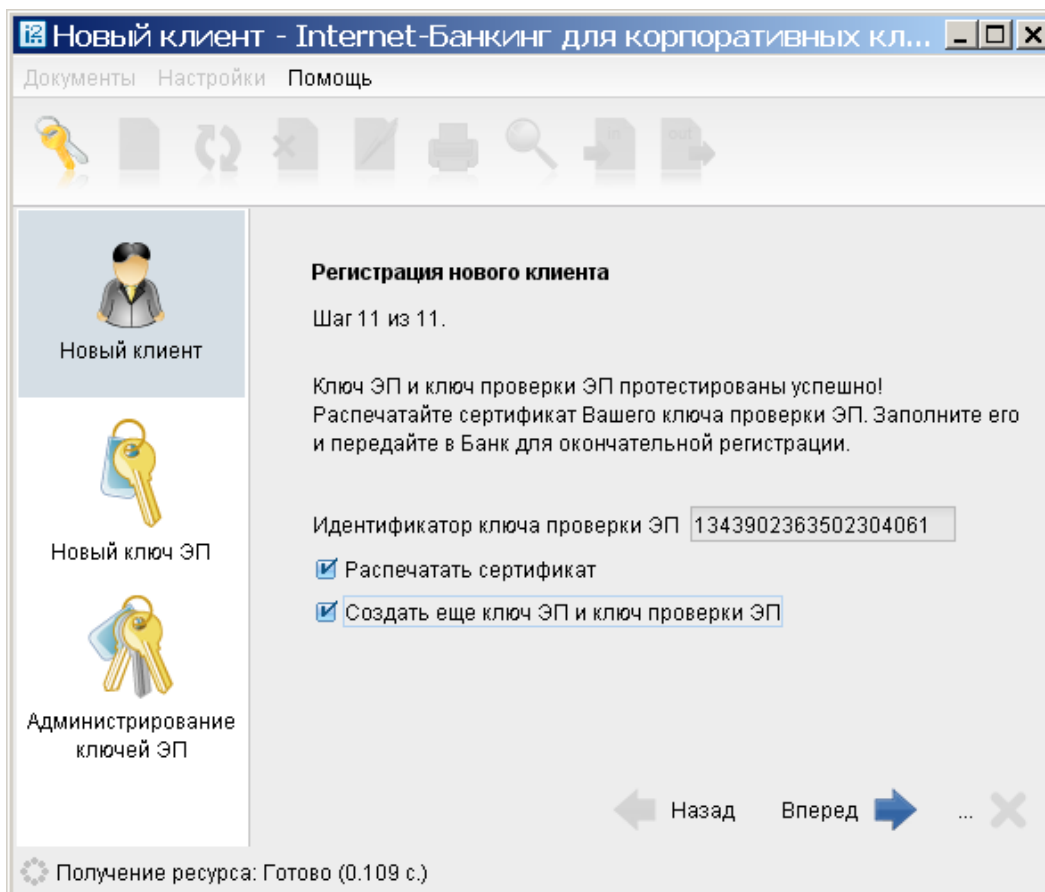 Новый клиент - Internet-Банкинг для корпоративных кл...
Документы Настройки Помощь
in out
Новый клиент
Новый ключ ЭП
Администрирование
ключей ЭП
Регистрация нового клиента
Шаг 11 из 11.
Ключ ЭП и ключ проверки ЭП протестированы успешно!
Распечатайте сертификат Вашего ключа проверки ЭП. Заполните его
и передайте в Банк для окончательной регистрации.
Идентификатор ключа проверки ЭП 1343902363502304061
Распечатать сертификат
Создать еще ключ ЭП и ключ проверки ЭП
Назад Вперед ...
Получение ресурса: Готово (0.109 с.)